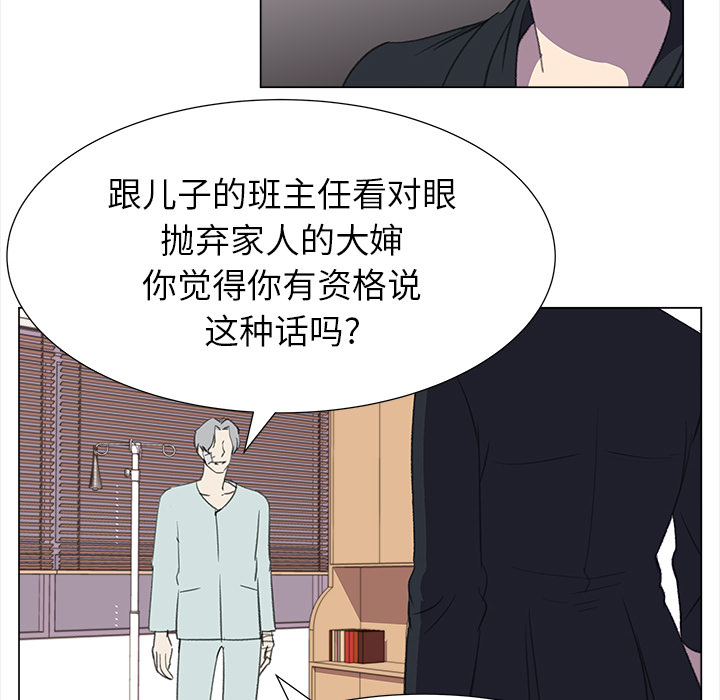 跟儿子的班主任看对眼
抛弃家人的大婶
你觉得你有资格说
这种话吗?